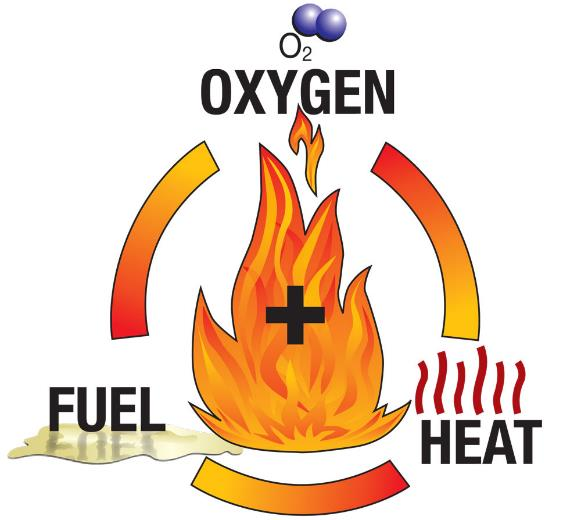 O₂
OXYGEN
+
FUEL
HEAT